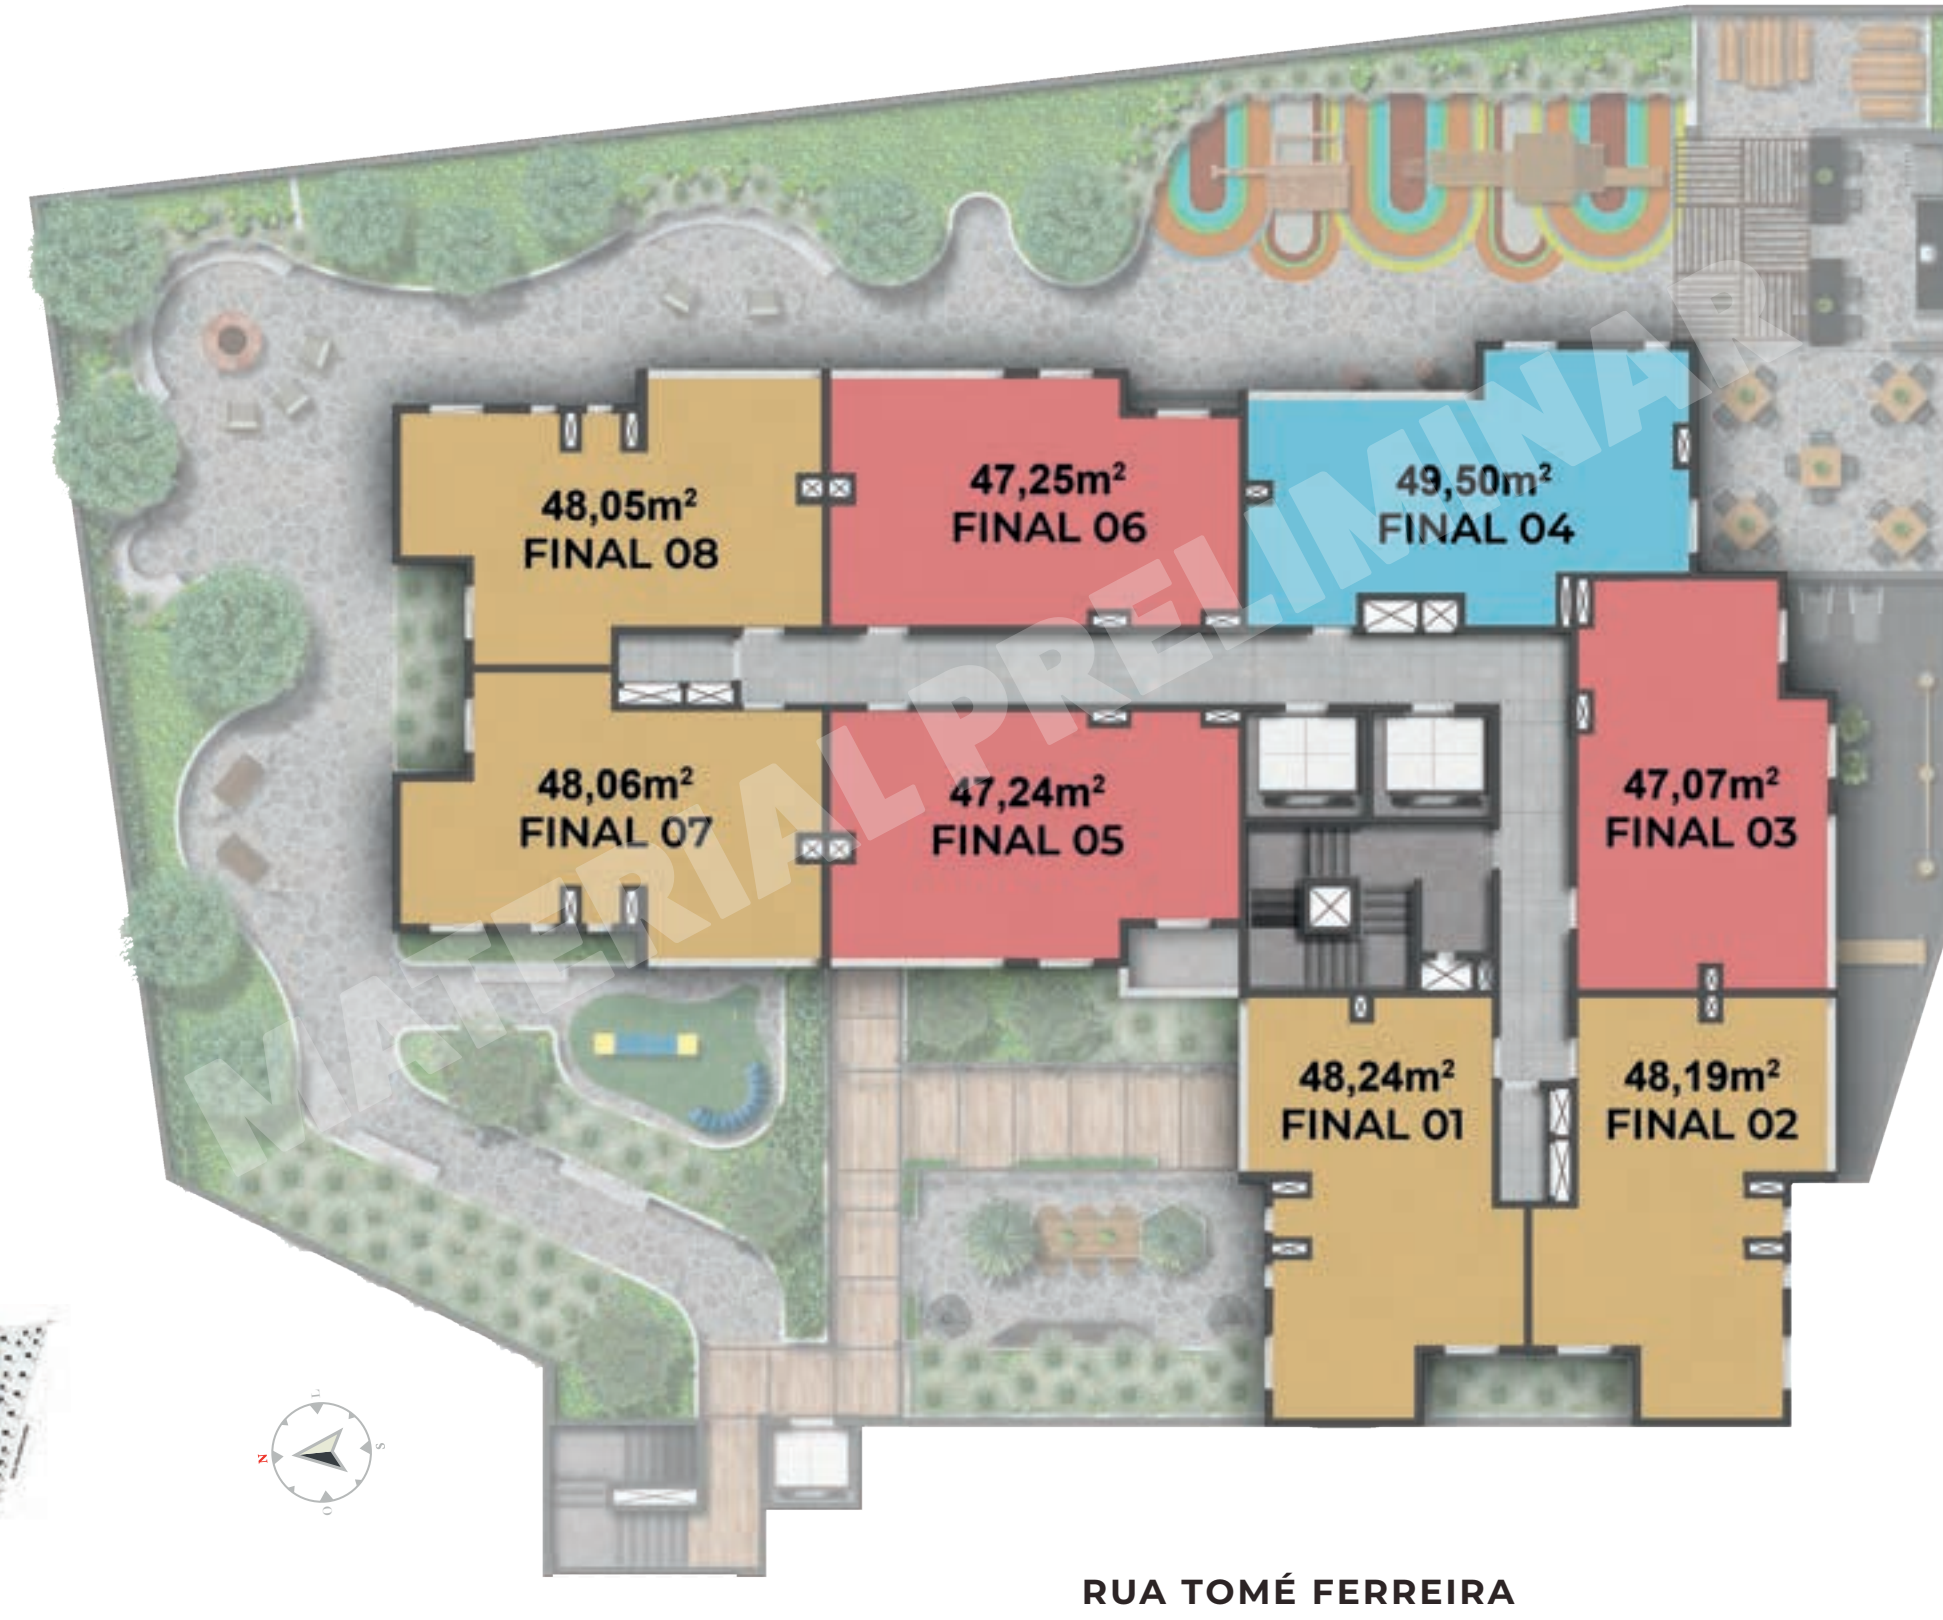 49,50m²
FINAL 04
47,25m²
FINAL 06
48,05m²
FINAL 08
48,06m²
FINAL 07
47,24m²
FINAL 05
47,07m²
FINAL 03
48,24m²
FINAL 01
48,19m²
FINAL 02
MATERIAL PRELIMINAR
L
N
S
O
RUA TOMÉ FERREIRA